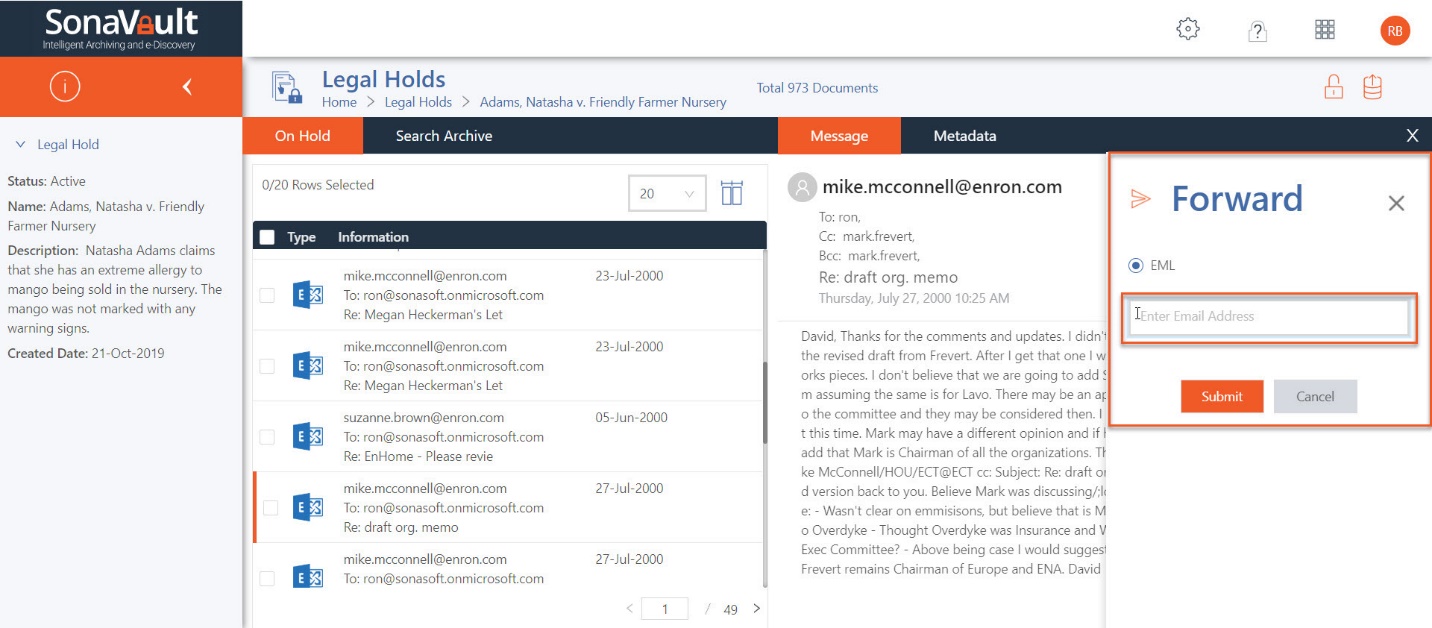 SonaVault
Intelligent Archiving and e-Discovery
?
RB
i
Legal Holds
Home > Legal Holds > Adams, Natasha v. Friendly Farmer Nursery
Total 973 Documents
Legal Hold
Status: Active
Name: Adams, Natasha v. Friendly
Farmer Nursery
Description: Natasha Adams claims
that she has an extreme allergy to
mango being sold in the nursery. The
mango was not marked with any
warning signs.
Created Date: 21-Oct-2019
On Hold
Search Archive
0/20 Rows Selected
20
Type
Information
mike.mcconnell@enron.com 23-Jul-2000
To: ron@sonasoft.onmicrosoft.com
Re: Megan Heckerman's Let
mike.mcconnell@enron.com 23-Jul-2000
To: ron@sonasoft.onmicrosoft.com
Re: Megan Heckerman's Let
suzanne.brown@enron.com 05-Jun-2000
To: ron@sonasoft.onmicrosoft.com
Re: EnHome - Please revie
mike.mcconnell@enron.com 27-Jul-2000
To: ron@sonasoft.onmicrosoft.com
Re: draft org. memo
mike.mcconnell@enron.com 27-Jul-2000
To: ron@sonasoft.onmicrosoft.com
< 1 / 49 >
Message
Metadata
X
mike.mcconnell@enron.com
To: ron,
Cc: mark.frevert,
Bcc: mark.frevert,
Re: draft org. memo
Thursday, July 27, 2000 10:25 AM
David, Thanks for the comments and updates. I didn't
the revised draft from Frevert. After I get that one I w
orks pieces. I don't believe that we are going to add
m assuming the same is for Lavo. There may be an ap
o the committee and they may be considered then. I
t this time. Mark may have a different opinion and if
add that Mark is Chairman of all the organizations. Th
ke McConnell/HOU/ECT@ECT cc: Subject: Re: draft or
d version back to you. Believe Mark was discussing/;
e: - Wasn't clear on emmisisons, but believe that is M
o Overdyke - Thought Overdyke was Insurance and W
Exec Committee? - Above being case I would suggest
Frevert remains Chairman of Europe and ENA. David
Forward
EML
Enter Email Address
Submit
Cancel